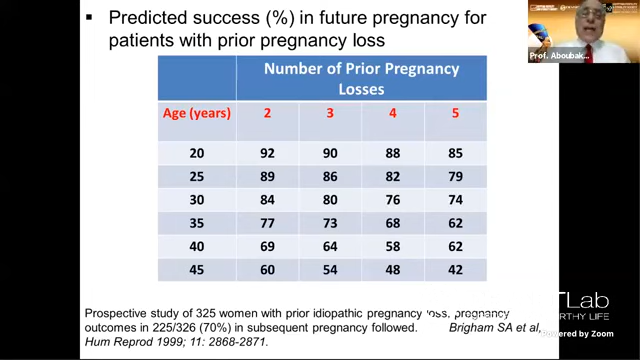 Predicted success (%) in future pregnancy for
patients with prior pregnancy loss
Number of Prior Pregnancy
Losses
Age (years) 2 3 4 5
20 92 90 88 85
25 89 86 82 79
30 84 80 76 74
35 77 73 68 62
40 69 64 58 62
45 60 54 48 42
Prospective study of 325 women with prior idiopathic pregnancy loss, pregnancy
outcomes in 225/326 (70%) in subsequent pregnancy followed. Brigham SA et al,
Hum Reprod 1999; 11: 2868-2871.
Prof. Aboubak...
Lab
THY LIFE
Powered by Zoom